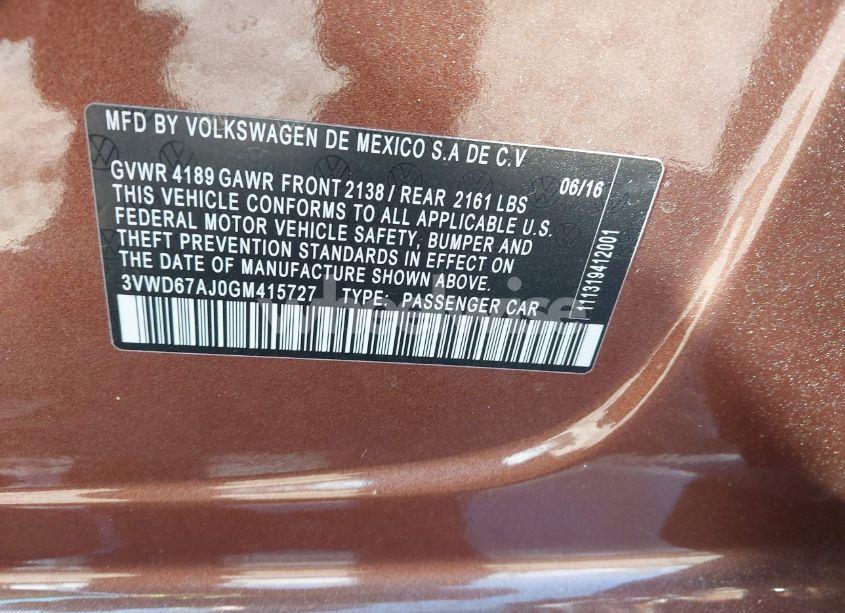 MFD BY VOLKSWAGEN DE MEXICO S.A DE C.V
GVWR 4189 GAWR FRONT 2138 / REAR 2161 LBS 06/16
THIS VEHICLE CONFORMS TO ALL APPLICABLE U.S.
FEDERAL MOTOR VEHICLE SAFETY, BUMPER AND
THEFT PREVENTION STANDARDS IN EFFECT ON
THE DATE OF MANUFACTURE SHOWN ABOVE.
3VWD67AJ0GM415727 TYPE: PASSENGER CAR